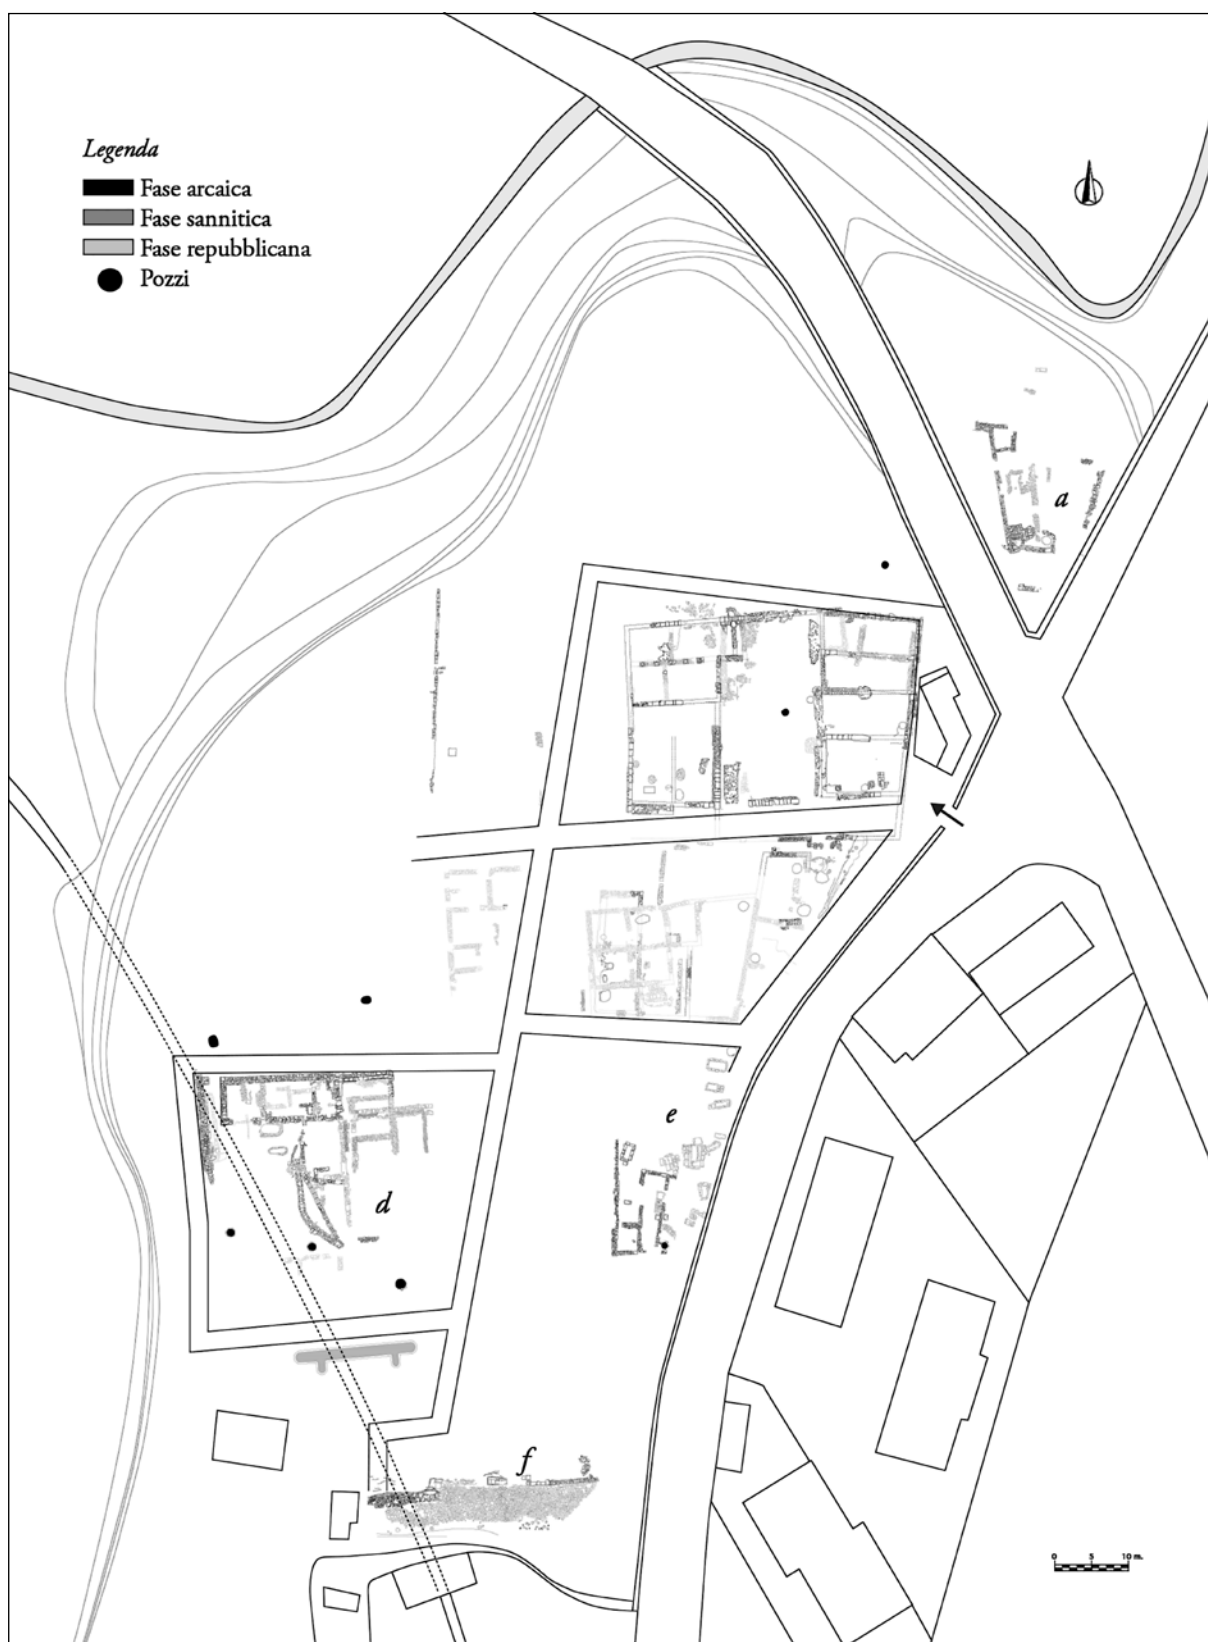 Legenda
Fase arcaica
Fase sannitica
Fase repubblicana
Pozzi
a
d
e
f
0 5 10 m.